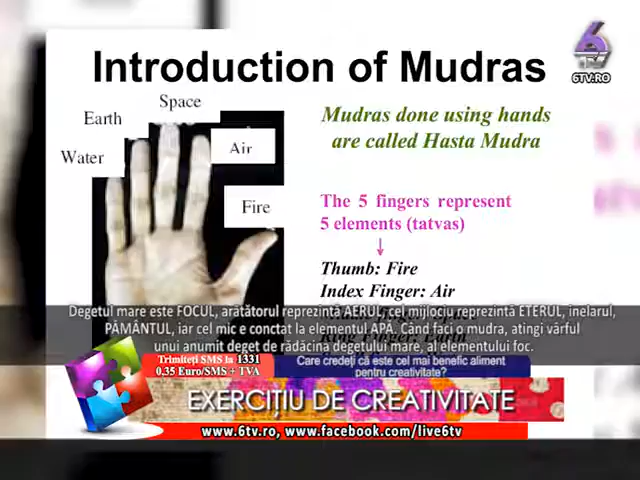 6
TV
6TV.RO
Introduction of Mudras
Space
Earth
Water
Air
Fire
Mudras done using hands
are called Hasta Mudra
The 5 fingers represent
5 elements (tatvas)
↓
Thumb: Fire
Index Finger: Air
Degetul mare este FOCUL, arătătorul reprezintă AERUL, cel mijlociu reprezintă ETERUL, inelarul,
PĂMÂNTUL, iar cel mic e conctat la elementul APĂ. Când faci o mudra, atingi vârful
unui anumit deget de rădăcina degetului mare, al elementului foc.
Trimiteți SMS la 1331
0,35 Euro/SMS + TVA
Care credeți că este cel mai benefic aliment
pentru creativitate?
EXERCIȚIU DE CREATIVITATE
www.6tv.ro, www.facebook.com/live6tv